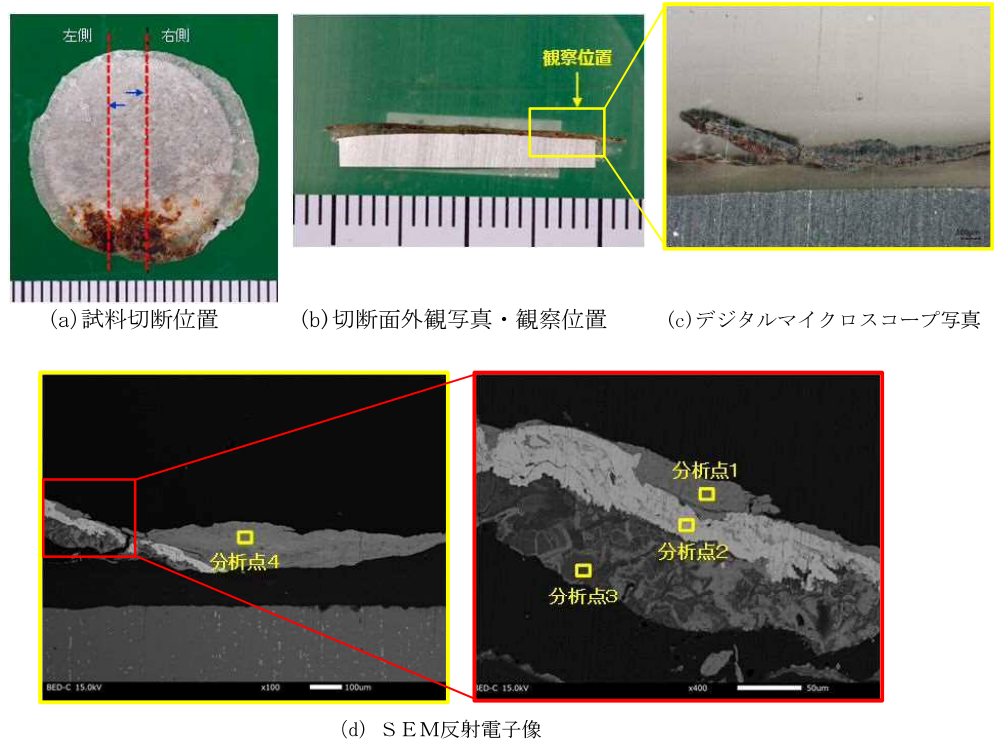 左側
右側
観察位置
(a)試料切断位置
(b)切断面外観写真・観察位置
(c)デジタルマイクロスコープ写真
100μm
分析点4
BED-C 15.0kV x100 100μm
分析点1
分析点2
分析点3
BED-C 15.0kV x400 50μm
(d) SEM反射電子像